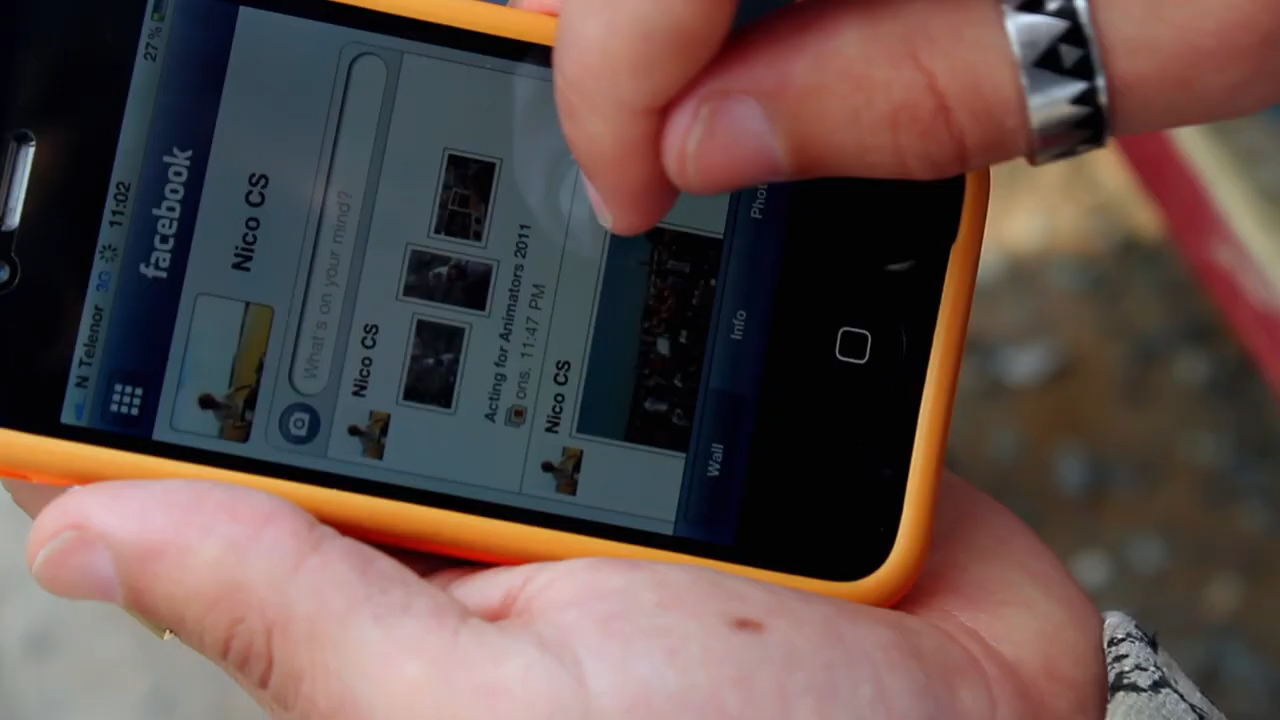 N Telenor 3G 11:02 27%
facebook
Nico CS
What's on your mind?
Nico CS
Acting for Animators 2011
ons. 11:47 PM
Nico CS
Wall Info